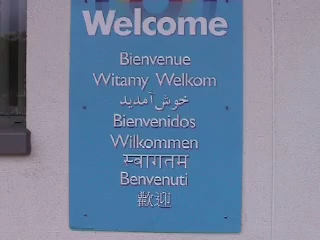 Welcome
Bienvenue
Witamy Welkom
خوش آمدید
Bienvenidos
Wilkommen
स्वागतम
Benvenuti
歡迎